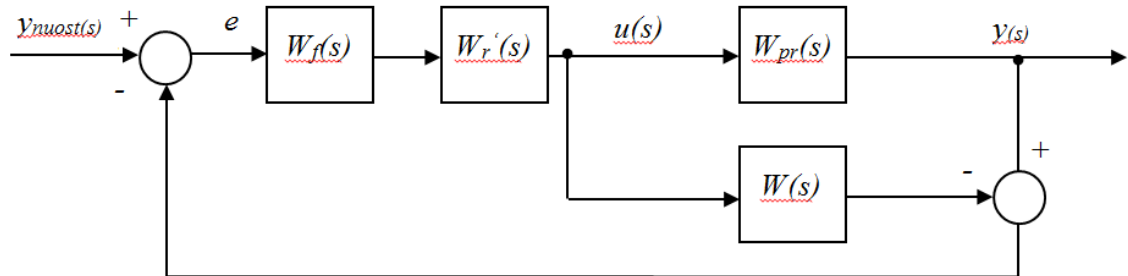 ynuost(s) + e Wf(s) Wr‘(s) u(s) Wpr(s) y(s)
-
W(s) - +